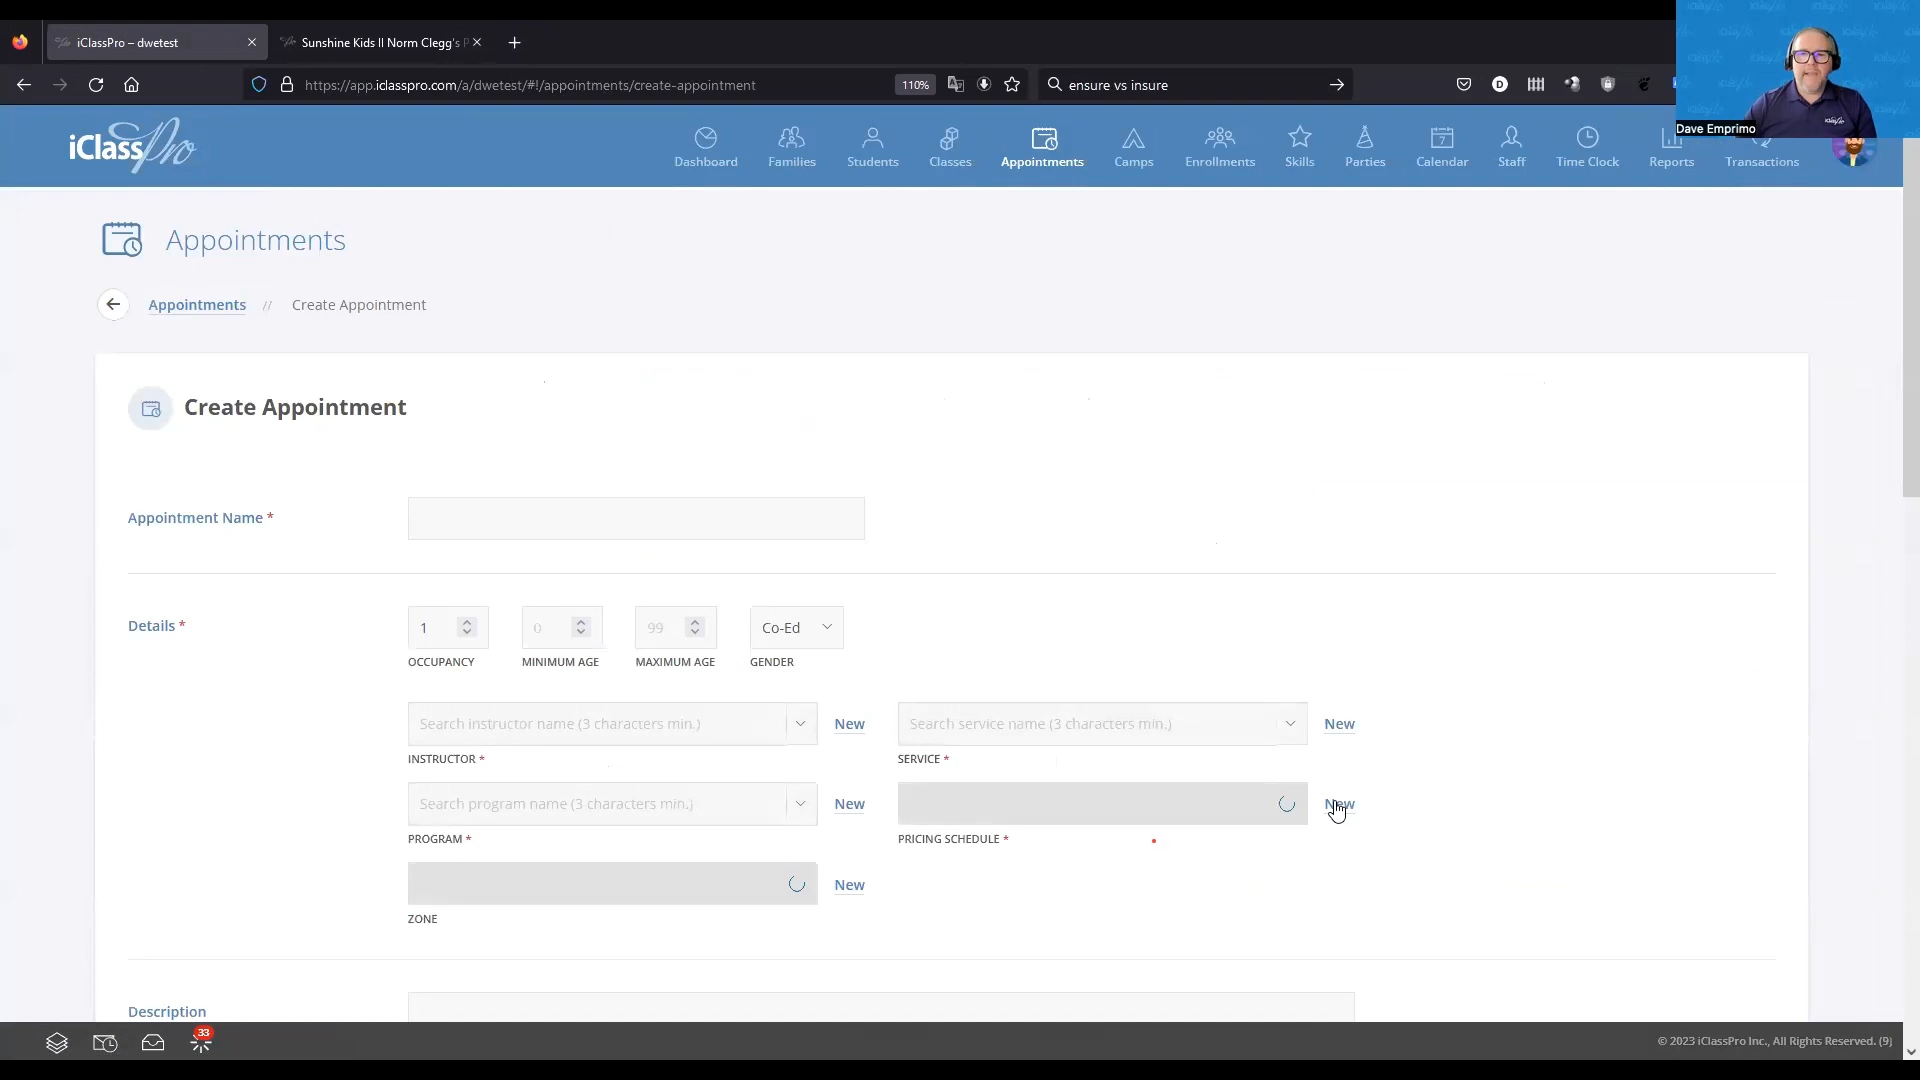 iClassPro – dwetest
Sunshine Kids II Norm Clegg's P
https://app.iclasspro.com/a/dwetest/#!/appointments/create-appointment
110%
ensure vs insure
D
Dave Emprimo
iClassPro
Dashboard
Families
Students
Classes
Appointments
Camps
Enrollments
Skills
Parties
7
Calendar
Staff
Time Clock
Reports
Transactions
Appointments
Appointments // Create Appointment
Create Appointment
Appointment Name *
Details *
1
0
99
Co-Ed
OCCUPANCY
MINIMUM AGE
MAXIMUM AGE
GENDER
Search instructor name (3 characters min.)
New
Search service name (3 characters min.)
New
INSTRUCTOR *
SERVICE *
Search program name (3 characters min.)
New
New
PROGRAM *
PRICING SCHEDULE *
New
ZONE
Description
33
© 2023 iClassPro Inc., All Rights Reserved. (9)